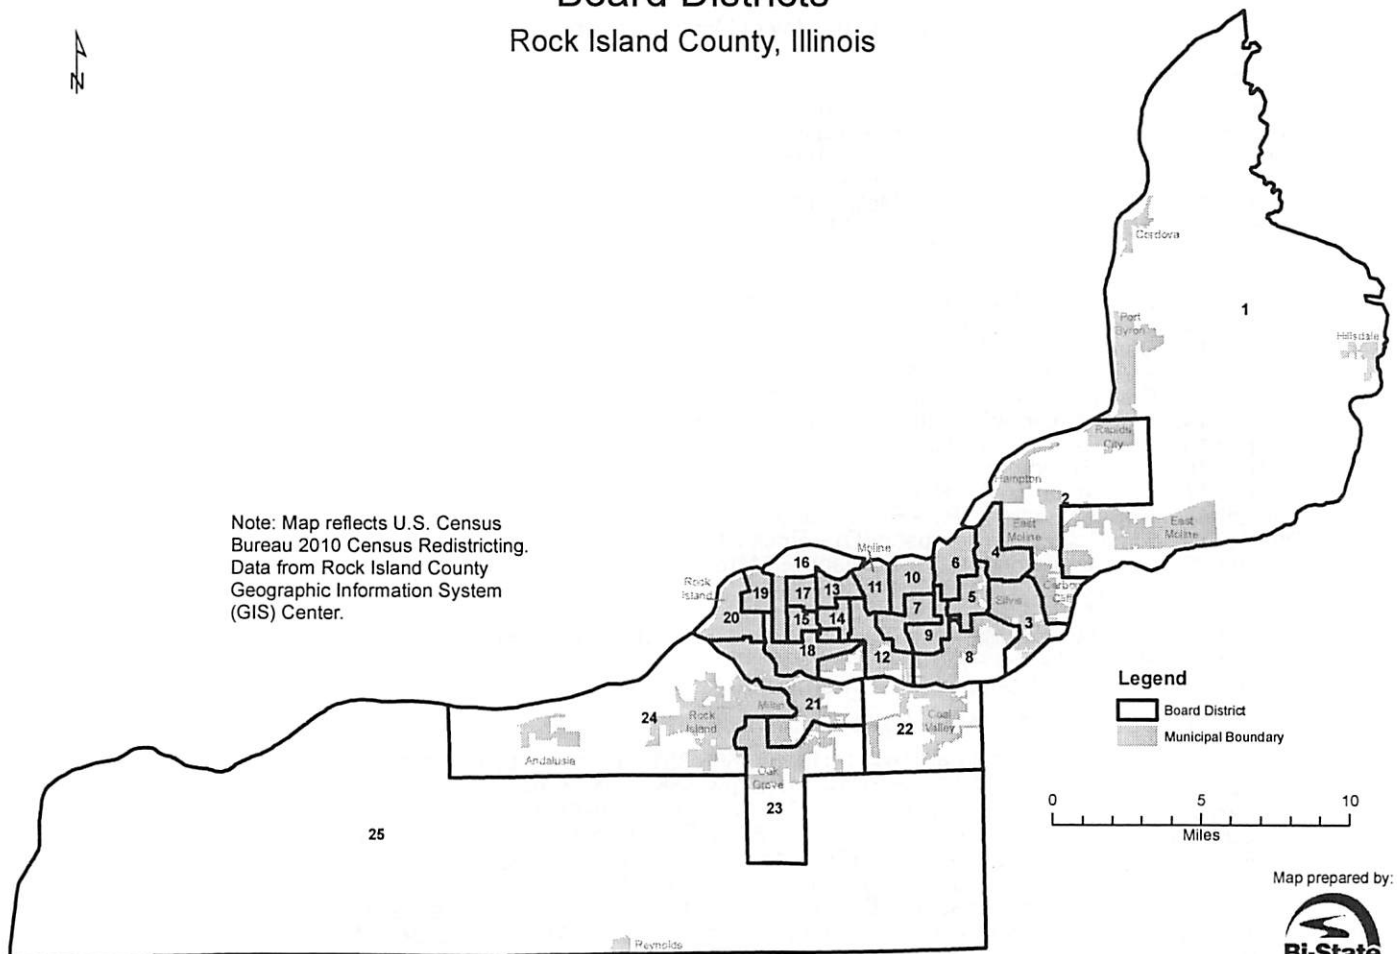 Board Districts
Rock Island County, Illinois
N
Cordova
1
Port
Byron
Hillsdale
Rapids
City
Hampton
2
East
Moline
East
Moline
Note: Map reflects U.S. Census
Bureau 2010 Census Redistricting.
Data from Rock Island County
Geographic Information System
(GIS) Center.
Moline
16
6
4
Rock
Island
19
17
13
11
10
5
Silvis
Carbon
Cliff
20
15
14
7
9
3
18
12
8
Legend
Board District
Municipal Boundary
24
Rock
Island
Milan
21
22
Coal
Valley
Andalusia
Oak
Grove
23
25
0 5 10
Miles
Map prepared by:
Bi-State
Reynolds